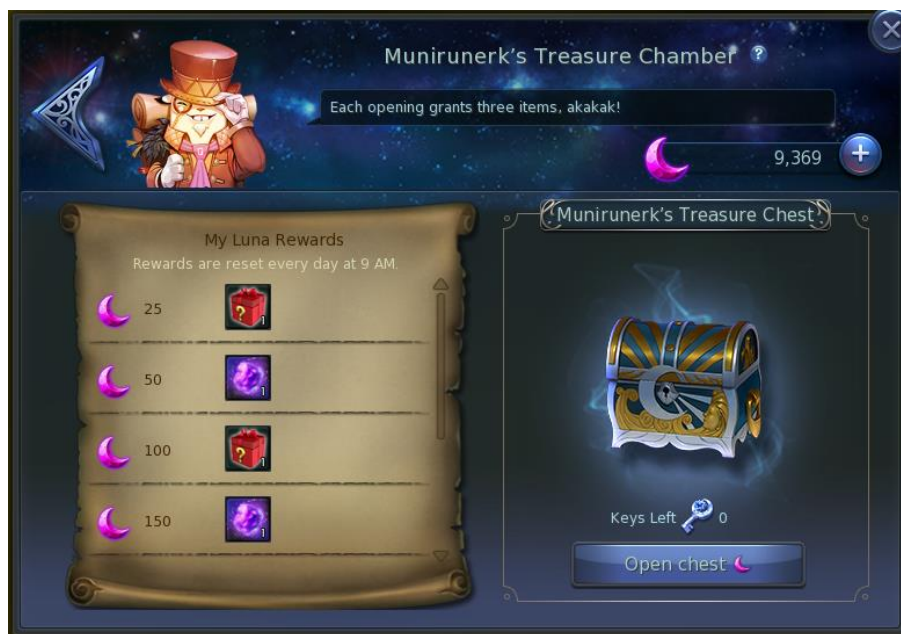 Munirunerk's Treasure Chamber ?
Each opening grants three items, akakak!
9,369 +
My Luna Rewards
Rewards are reset every day at 9 AM.
25 ? 1
50 1
100 ? 1
150 1
Munirunerk's Treasure Chest
Keys Left 0
Open chest